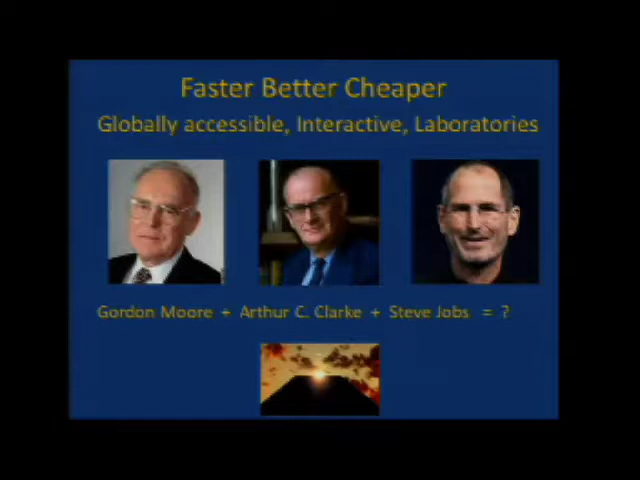 Faster Better Cheaper
Globally accessible, Interactive, Laboratories
Gordon Moore + Arthur C. Clarke + Steve Jobs = ?